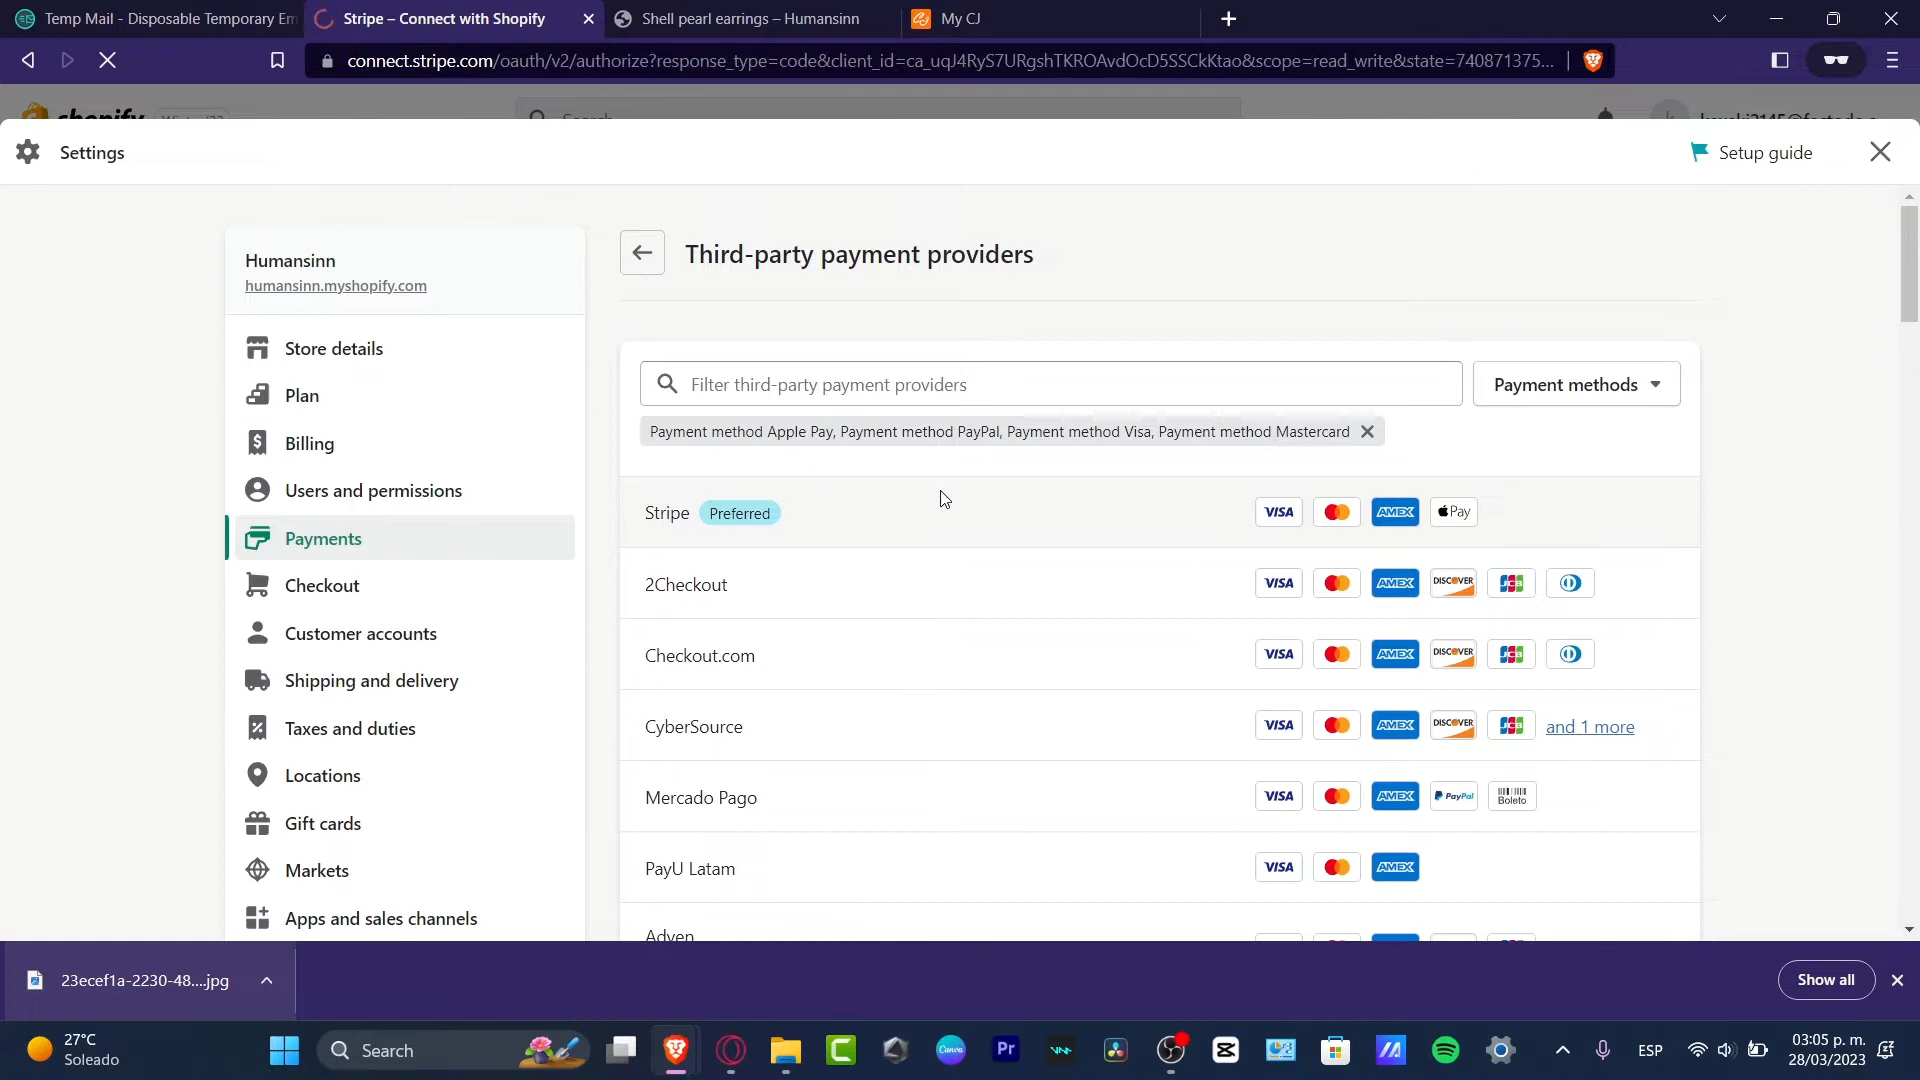 Temp Mail - Disposable Temporary Em
Stripe – Connect with Shopify
Shell pearl earrings – Humansinn
My CJ
connect.stripe.com/oauth/v2/authorize?response_type=code&client_id=ca_uqJ4RyS7URgshTKROAvdOcD5SSCkKtao&scope=read_write&state=740871375...
shopify
Search
Settings
Setup guide
Humansinn
humansinn.myshopify.com
Store details
Plan
Billing
Users and permissions
Payments
Checkout
Customer accounts
Shipping and delivery
Taxes and duties
Locations
Gift cards
Markets
Apps and sales channels
Third-party payment providers
Filter third-party payment providers
Payment methods
Payment method Apple Pay, Payment method PayPal, Payment method Visa, Payment method Mastercard
Stripe Preferred VISA AMEX Pay
2Checkout VISA AMEX DISCOVER JCB
Checkout.com VISA AMEX DISCOVER JCB
CyberSource VISA AMEX DISCOVER JCB and 1 more
Mercado Pago VISA AMEX PayPal Boleto
PayU Latam VISA AMEX
Adyen
23ecef1a-2230-48....jpg
Show all
27°C
Soleado
Search
Canva
Pr
ESP
03:05 p. m.
28/03/2023